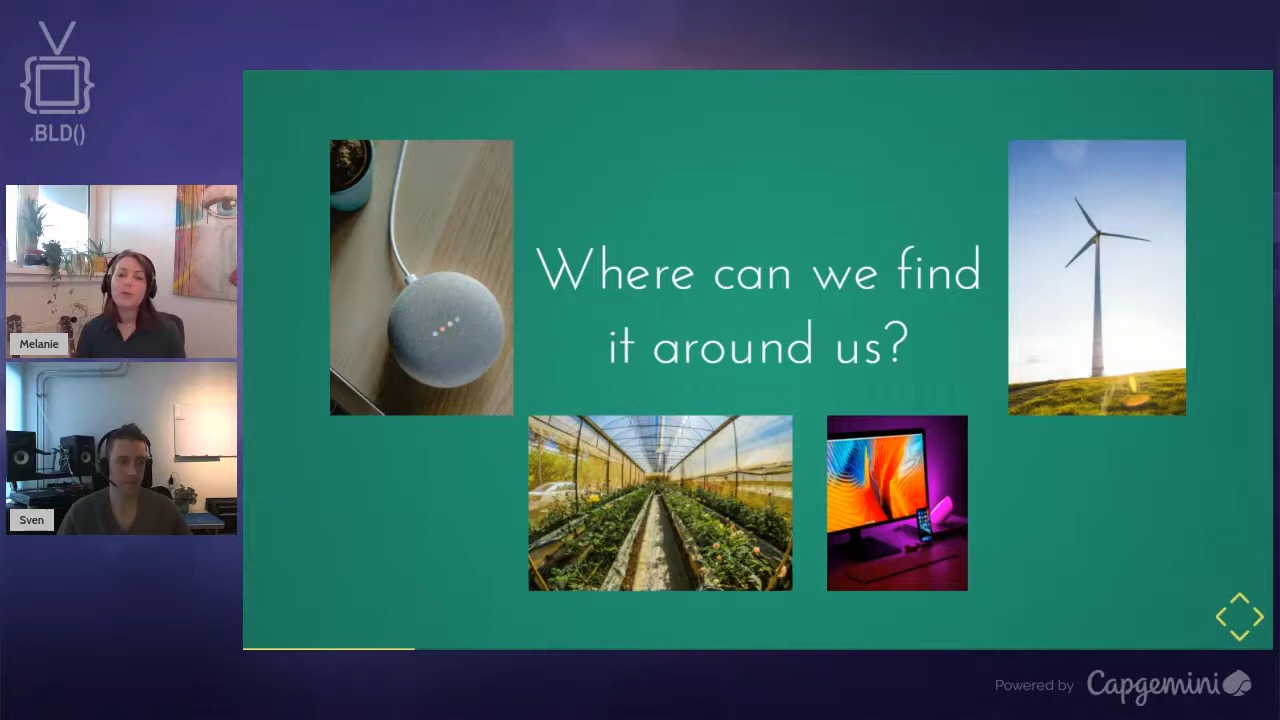 .BLD()
Melanie
Sven
Where can we find
it around us?
Powered by Capgemini